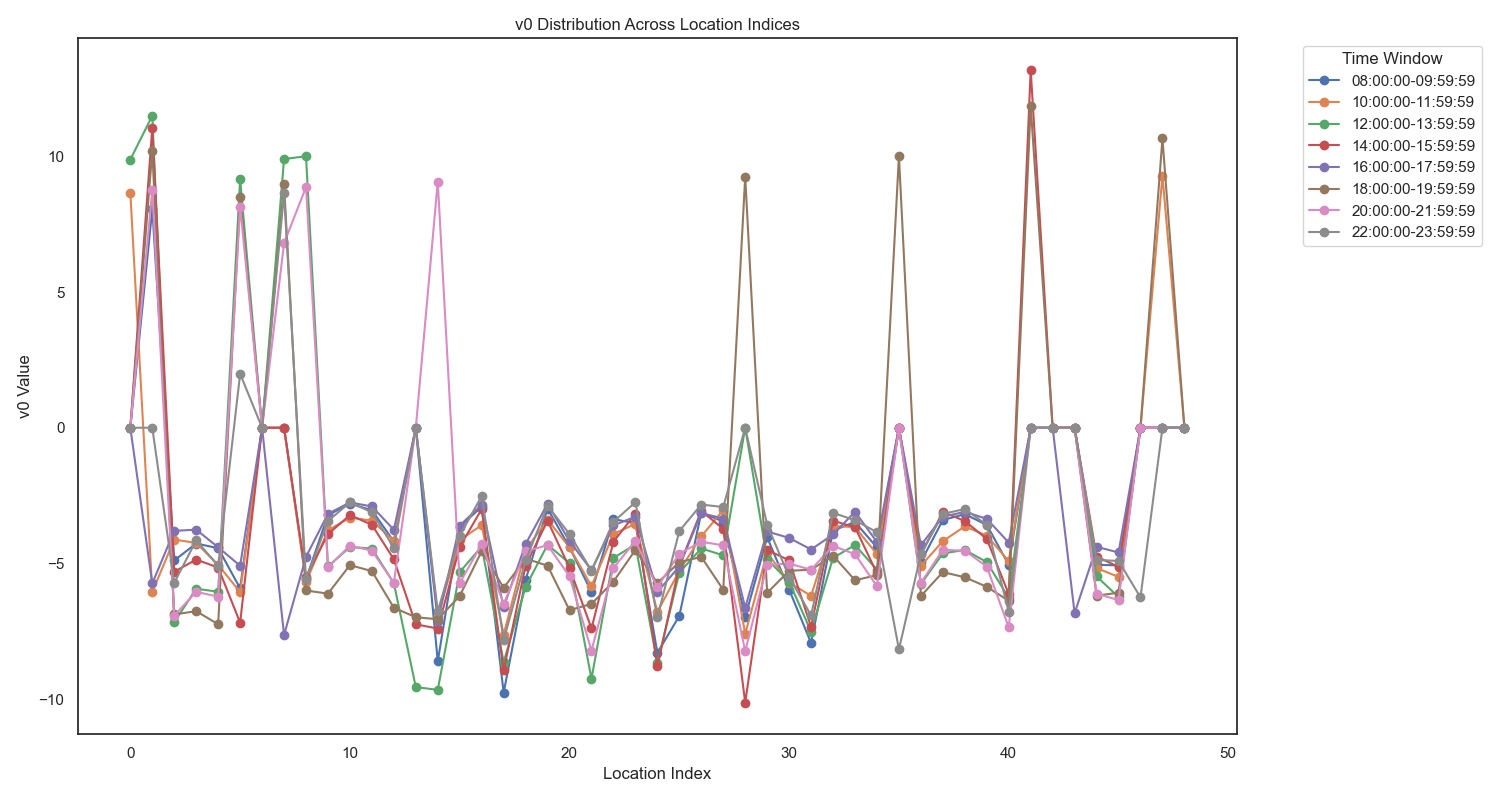 v0 Distribution Across Location Indices
Time Window
08:00:00-09:59:59
10:00:00-11:59:59
12:00:00-13:59:59
14:00:00-15:59:59
16:00:00-17:59:59
18:00:00-19:59:59
20:00:00-21:59:59
22:00:00-23:59:59
v0 Value
10
5
0
−5
−10
0 10 20 30 40 50
Location Index